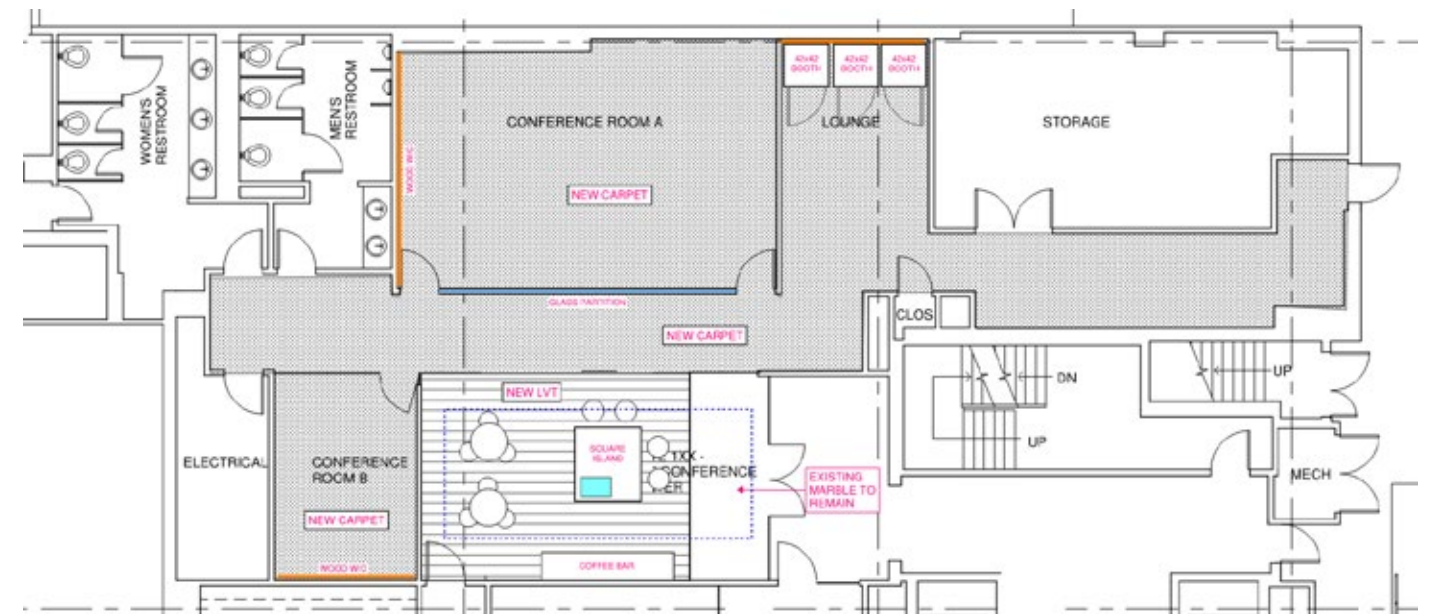 WOMEN'S
RESTROOM
MEN'S
RESTROOM
WOOD W/C
CONFERENCE ROOM A
NEW CARPET
42x42
BOOTH
42x42
BOOTH
42x42
BOOTH
LOUNGE
STORAGE
GLASS PARTITION
NEW CARPET
CLOS
DN
UP
UP
ELECTRICAL
CONFERENCE
ROOM B
NEW CARPET
WOOD W/C
NEW LVT
SQUARE
ISLAND
1XX -
CONFERENCE
COFFEE BAR
EXISTING
MARBLE TO
REMAIN
MECH